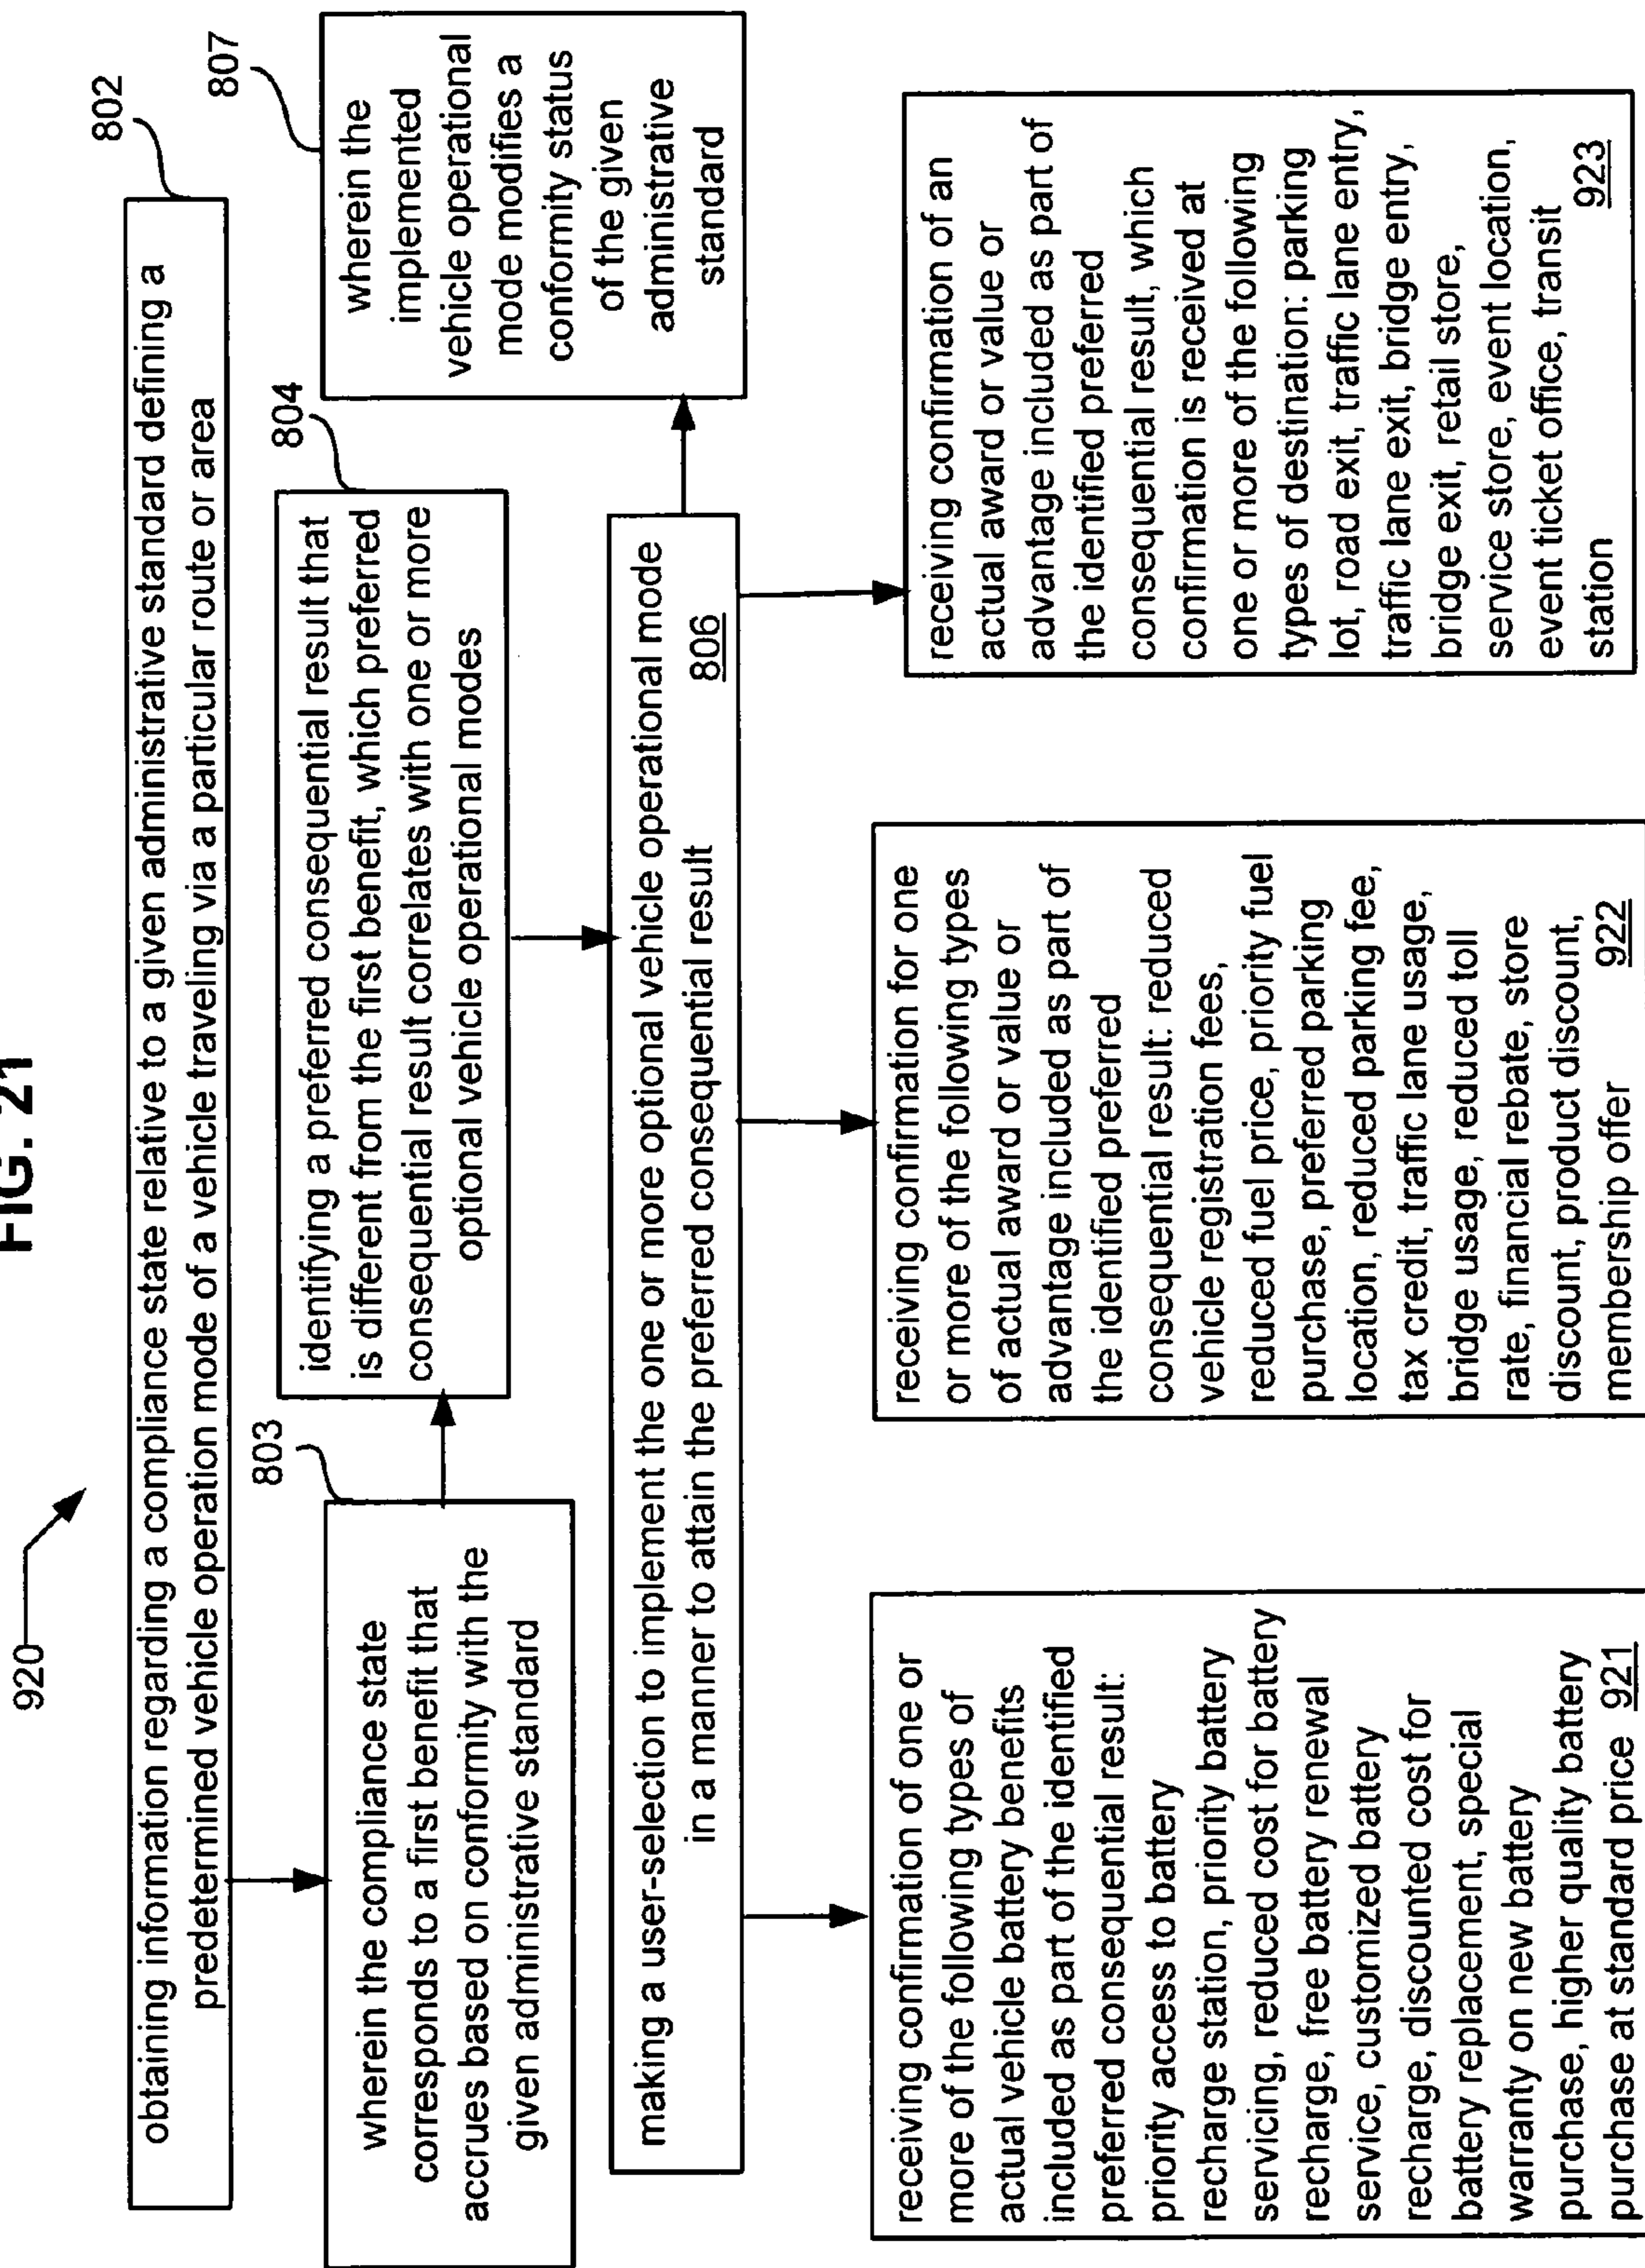 FIG. 21
920
802
obtaining information regarding a compliance state relative to a given administrative standard defining a
predetermined vehicle operation mode of a vehicle traveling via a particular route or area
803
wherein the compliance state
corresponds to a first benefit that
accrues based on conformity with the
given administrative standard
804
identifying a preferred consequential result that
is different from the first benefit, which preferred
consequential result correlates with one or more
optional vehicle operational modes
807
wherein the
implemented
vehicle operational
mode modifies a
conformity status
of the given
administrative
standard
making a user-selection to implement the one or more optional vehicle operational mode
in a manner to attain the preferred consequential result 806
receiving confirmation of one or
more of the following types of
actual vehicle battery benefits
included as part of the identified
preferred consequential result:
priority access to battery
recharge station, priority battery
servicing, reduced cost for battery
recharge, free battery renewal
service, customized battery
recharge, discounted cost for
battery replacement, special
warranty on new battery
purchase, higher quality battery
purchase at standard price 921
receiving confirmation for one
or more of the following types
of actual award or value or
advantage included as part of
the identified preferred
consequential result: reduced
vehicle registration fees,
reduced fuel price, priority fuel
purchase, preferred parking
location, reduced parking fee,
tax credit, traffic lane usage,
bridge usage, reduced toll
rate, financial rebate, store
discount, product discount,
membership offer 922
receiving confirmation of an
actual award or value or
advantage included as part of
the identified preferred
consequential result, which
confirmation is received at
one or more of the following
types of destination: parking
lot, road exit, traffic lane entry,
traffic lane exit, bridge entry,
bridge exit, retail store,
service store, event location,
event ticket office, transit
station 923